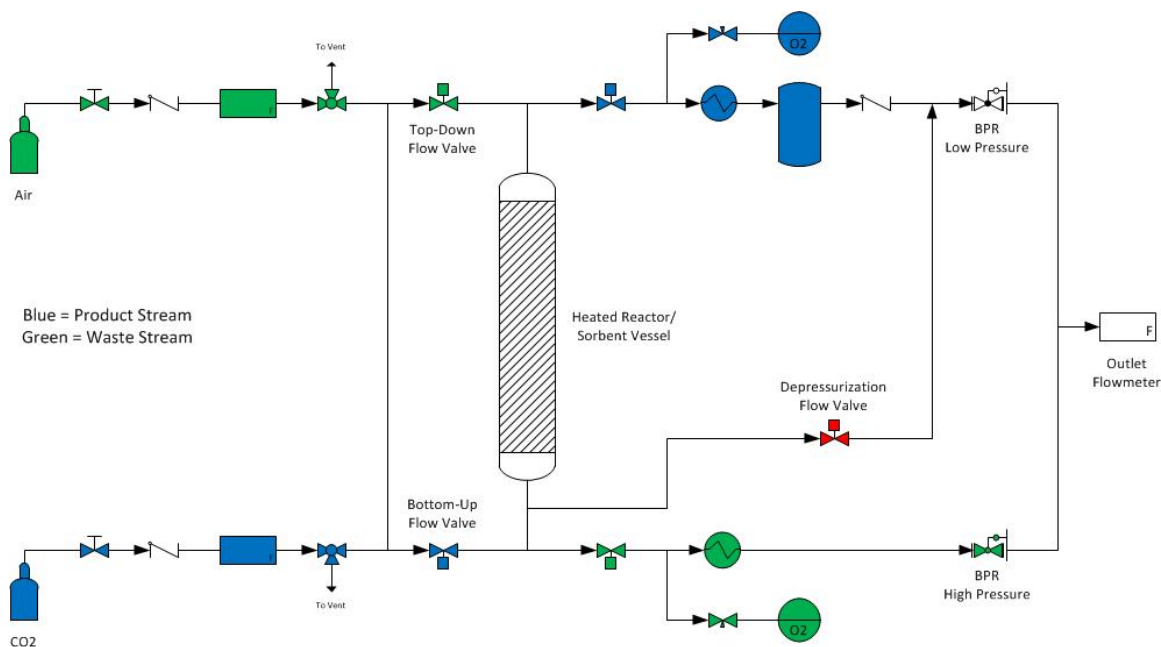 To Vent
O2
F
Top-Down
Flow Valve
BPR
Low Pressure
Air
Blue = Product Stream
Green = Waste Stream
Heated Reactor/
Sorbent Vessel
F
Outlet
Flowmeter
Depressurization
Flow Valve
Bottom-Up
Flow Valve
F
To Vent
BPR
High Pressure
O2
CO2